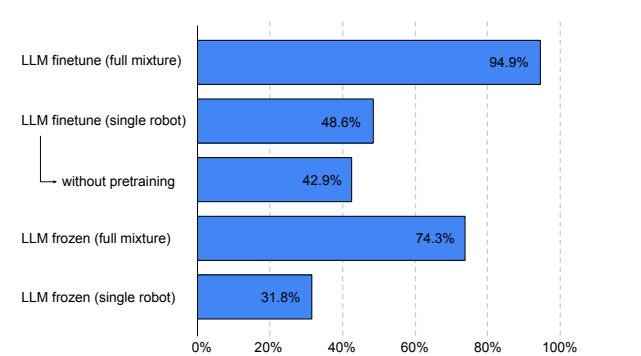 LLM finetune (full mixture) 94.9%
LLM finetune (single robot) 48.6%
without pretraining 42.9%
LLM frozen (full mixture) 74.3%
LLM frozen (single robot) 31.8%
0% 20% 40% 60% 80% 100%